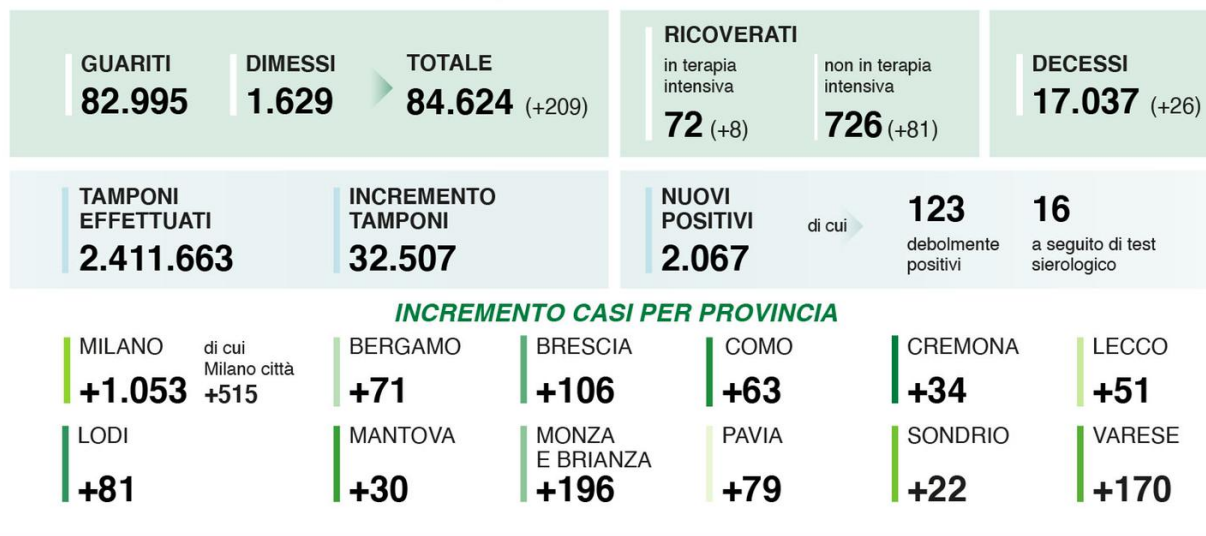 GUARITI
82.995
DIMESSI
1.629
TOTALE
84.624 (+209)
RICOVERATI
in terapia
intensiva
72 (+8)
non in terapia
intensiva
726 (+81)
DECESSI
17.037 (+26)
TAMPONI
EFFETTUATI
2.411.663
INCREMENTO
TAMPONI
32.507
NUOVI
POSITIVI
2.067
di cui
123
debolmente
positivi
16
a seguito di test
sierologico
INCREMENTO CASI PER PROVINCIA
MILANO
+1.053
di cui
Milano città
+515
BERGAMO
+71
BRESCIA
+106
COMO
+63
CREMONA
+34
LECCO
+51
LODI
+81
MANTOVA
+30
MONZA
E BRIANZA
+196
PAVIA
+79
SONDRIO
+22
VARESE
+170